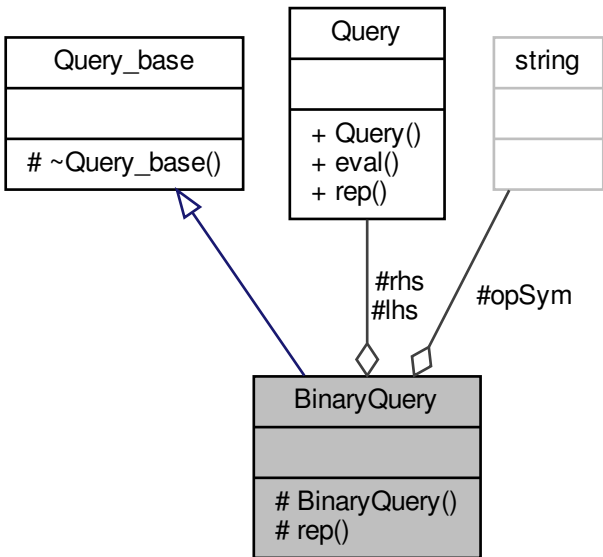 Query_base
# ~Query_base()
Query
+ Query()
+ eval()
+ rep()
string
#rhs
#lhs
#opSym
BinaryQuery
# BinaryQuery()
# rep()